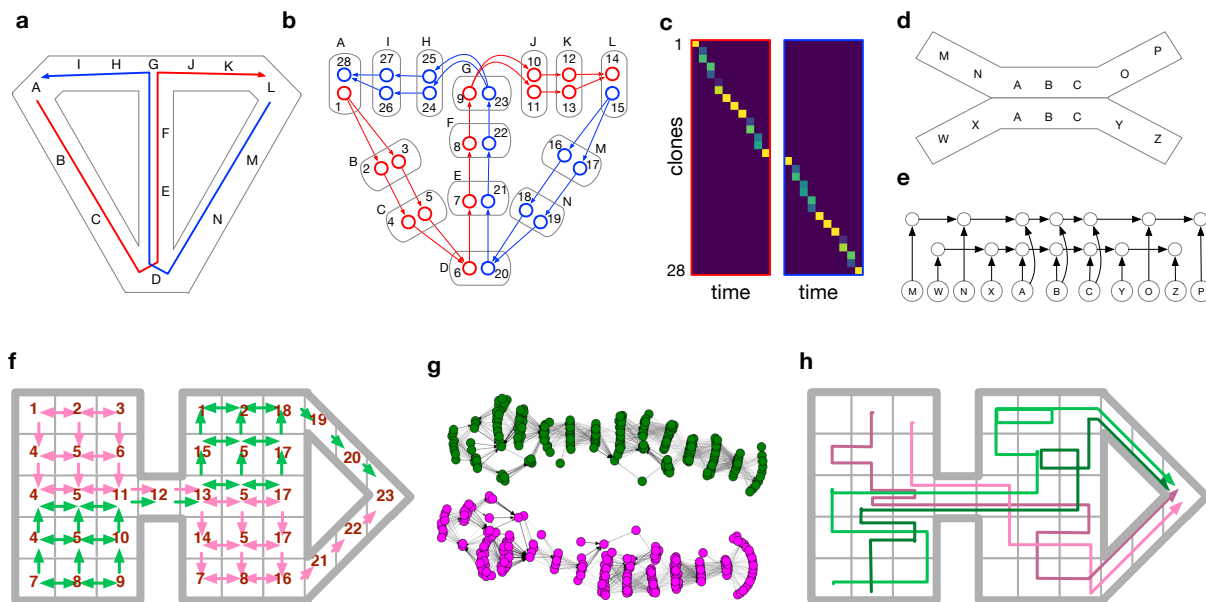 a
I H G J K
A L
F
B M
E
C N
D
b
A I H J K L
28 27 25 10 12 14
G
1 26 24 9 23 11 13 15
F
8 22
B 3 16 M
2 17
E
7 21
C 5 18 N
4 19
D
6 20
c
1
clones
28
time time
d
M P
N A B C O
X A B C Y
W Z
e
M W N X A B C Y O Z P
f
1 2 3 1 2 18 19
4 5 6 15 5 17 20
4 5 11 12 13 5 17 23
4 5 10 14 5 17 22
7 8 9 7 8 16 21
g
h